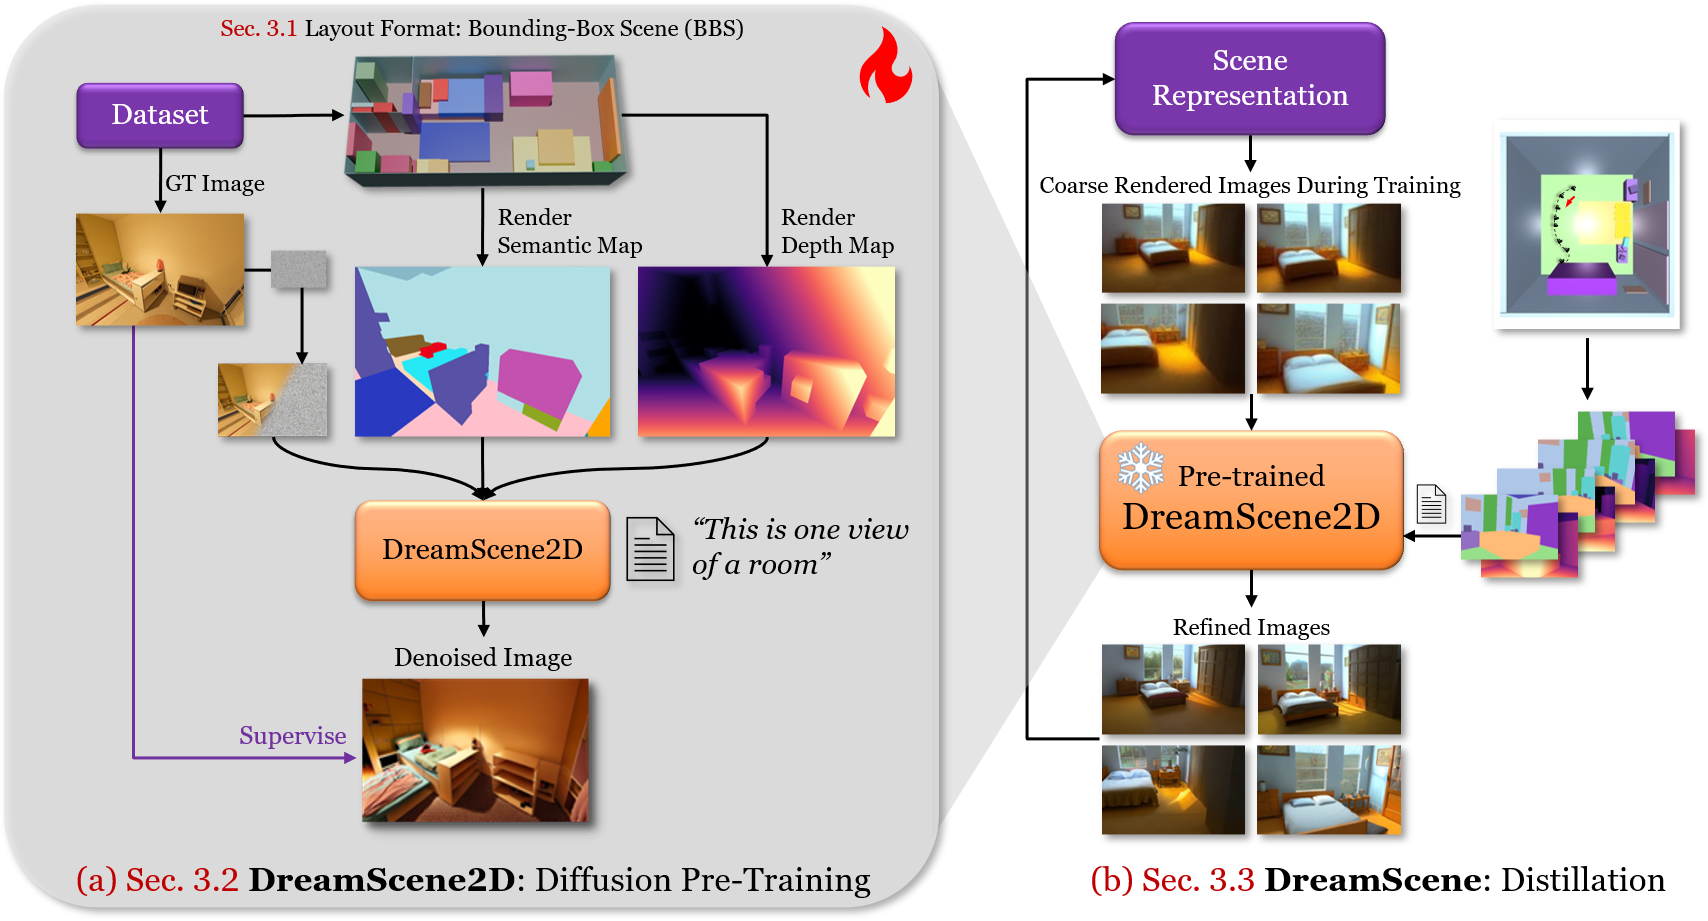 Sec. 3.1 Layout Format: Bounding-Box Scene (BBS)
Dataset
GT Image
Render
Semantic Map
Render
Depth Map
DreamScene2D
“This is one view
of a room”
Denoised Image
Supervise
(a) Sec. 3.2 DreamScene2D: Diffusion Pre-Training
Scene
Representation
Coarse Rendered Images During Training
Pre-trained
DreamScene2D
Refined Images
(b) Sec. 3.3 DreamScene: Distillation